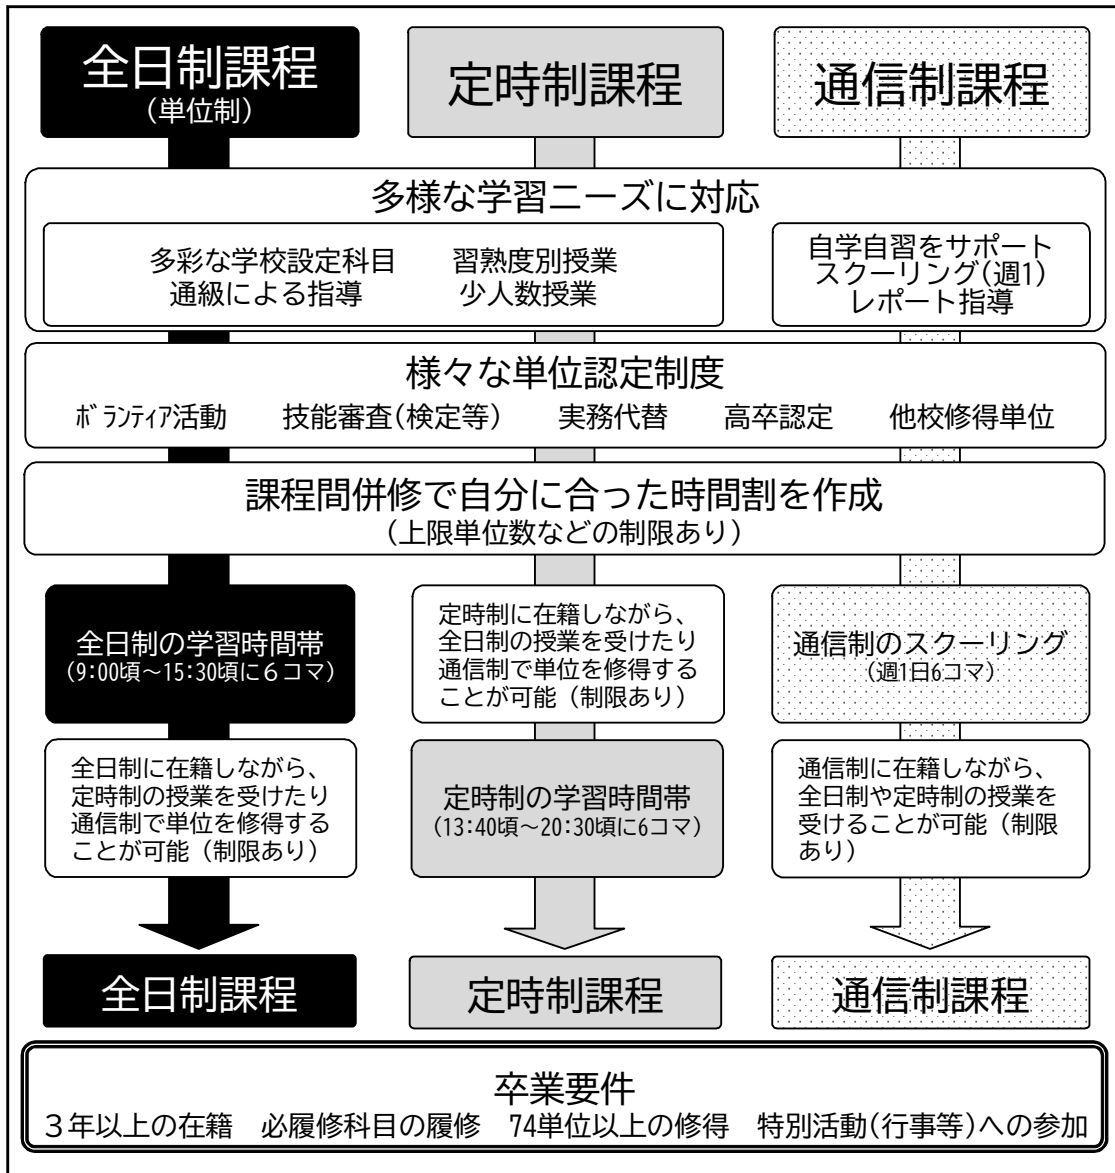 全日制課程
(単位制)
定時制課程
通信制課程
多様な学習ニーズに対応
多彩な学校設定科目 習熟度別授業
通級による指導 少人数授業
自学自習をサポート
スクーリング(週1)
レポート指導
様々な単位認定制度
ボランティア活動 技能審査(検定等) 実務代替 高卒認定 他校修得単位
課程間併修で自分に合った時間割を作成
(上限単位数などの制限あり)
全日制の学習時間帯
(9:00頃～15:30頃に６コマ)
定時制に在籍しながら、
全日制の授業を受けたり
通信制で単位を修得する
ことが可能（制限あり）
通信制のスクーリング
(週1日6コマ)
全日制に在籍しながら、
定時制の授業を受けたり
通信制で単位を修得する
ことが可能（制限あり）
定時制の学習時間帯
(13:40頃～20:30頃に6コマ)
通信制に在籍しながら、
全日制や定時制の授業を
受けることが可能（制限
あり）
全日制課程
定時制課程
通信制課程
卒業要件
３年以上の在籍 必履修科目の履修 74単位以上の修得 特別活動(行事等)への参加